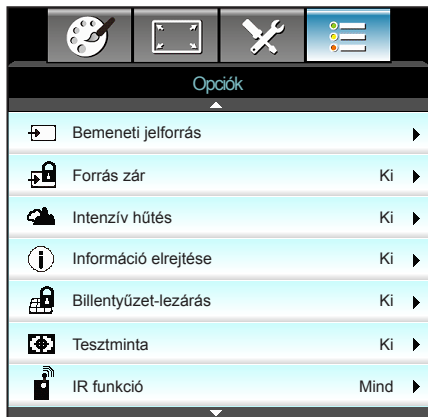 Opciók
Bemeneti jelforrás
Forrás zár Ki
Intenzív hűtés Ki
Információ elrejtése Ki
Billentyűzet-lezárás Ki
Tesztminta Ki
IR funkció Mind